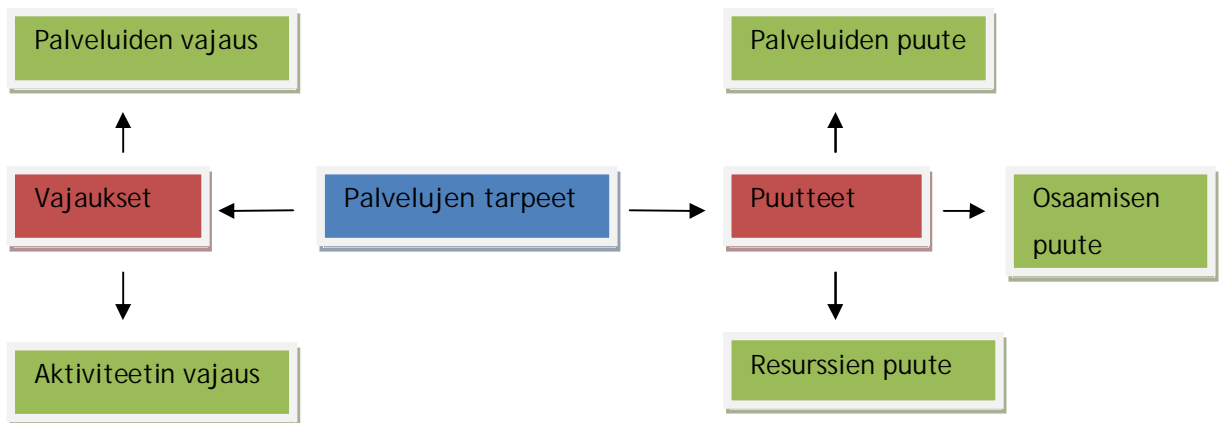 Palveluiden vajaus
Palveluiden puute
Vajaukset
Palvelujen tarpeet
Puutteet
Osaamisen
puute
Aktiviteetin vajaus
Resurssien puute